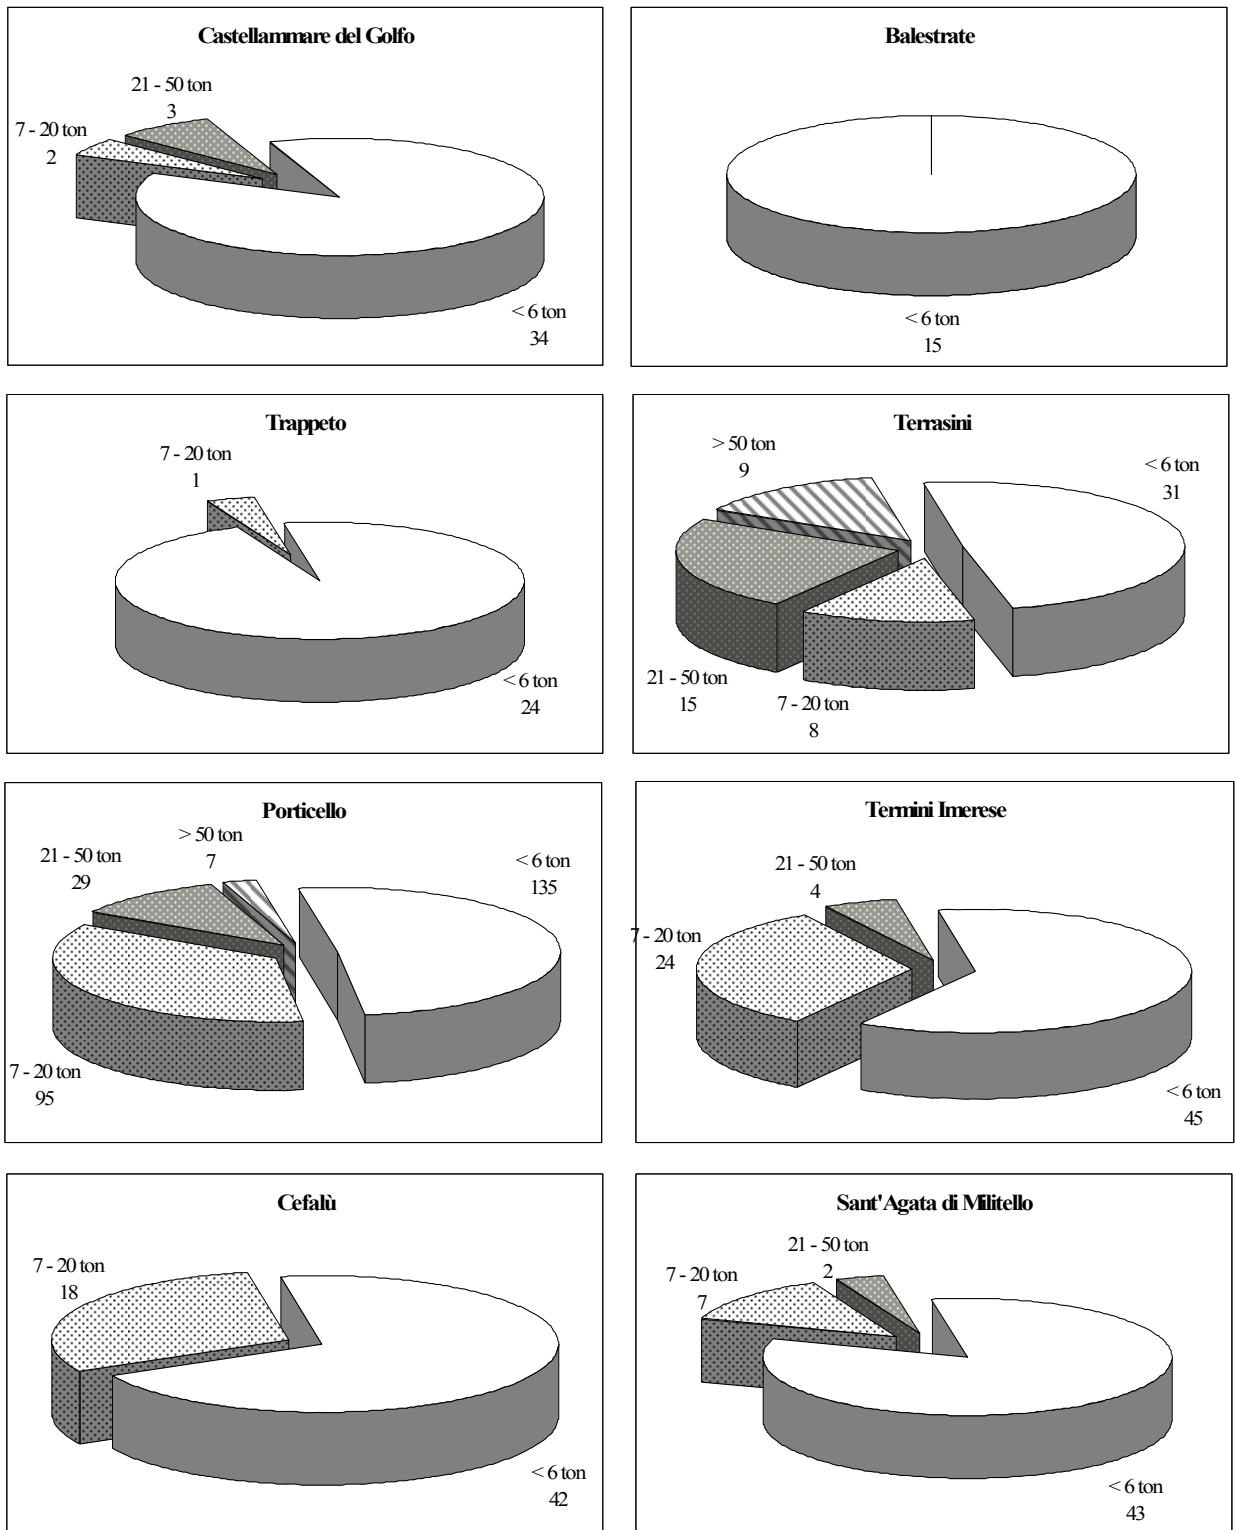 Castellammare del Golfo
21 - 50 ton
3
7 - 20 ton
2
< 6 ton
34
Balestrate
< 6 ton
15
Trappeto
7 - 20 ton
1
< 6 ton
24
Terrasini
> 50 ton
9
< 6 ton
31
21 - 50 ton
15
7 - 20 ton
8
Porticello
> 50 ton
7
21 - 50 ton
29
< 6 ton
135
7 - 20 ton
95
Termini Imerese
21 - 50 ton
4
7 - 20 ton
24
< 6 ton
45
Cefalù
7 - 20 ton
18
< 6 ton
42
Sant'Agata di Militello
21 - 50 ton
2
7 - 20 ton
7
< 6 ton
43